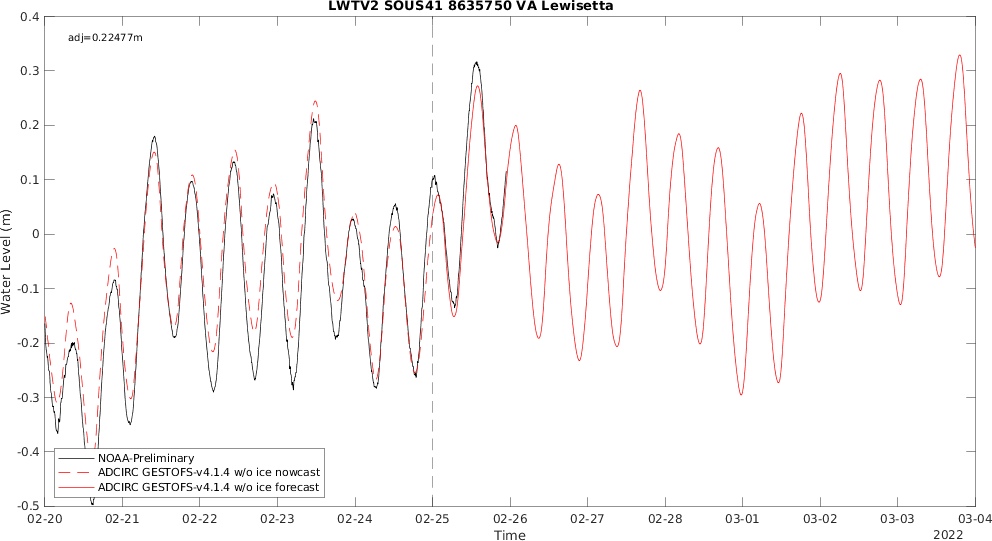 LWTV2 SOUS41 8635750 VA Lewisetta
adj=0.22477m
0.4
0.3
0.2
0.1
0
-0.1
-0.2
-0.3
-0.4
-0.5
Water Level (m)
NOAA-Preliminary
ADCIRC GESTOFS-v4.1.4 w/o ice nowcast
ADCIRC GESTOFS-v4.1.4 w/o ice forecast
02-20 02-21 02-22 02-23 02-24 02-25 02-26 02-27 02-28 03-01 03-02 03-03 03-04
Time
2022